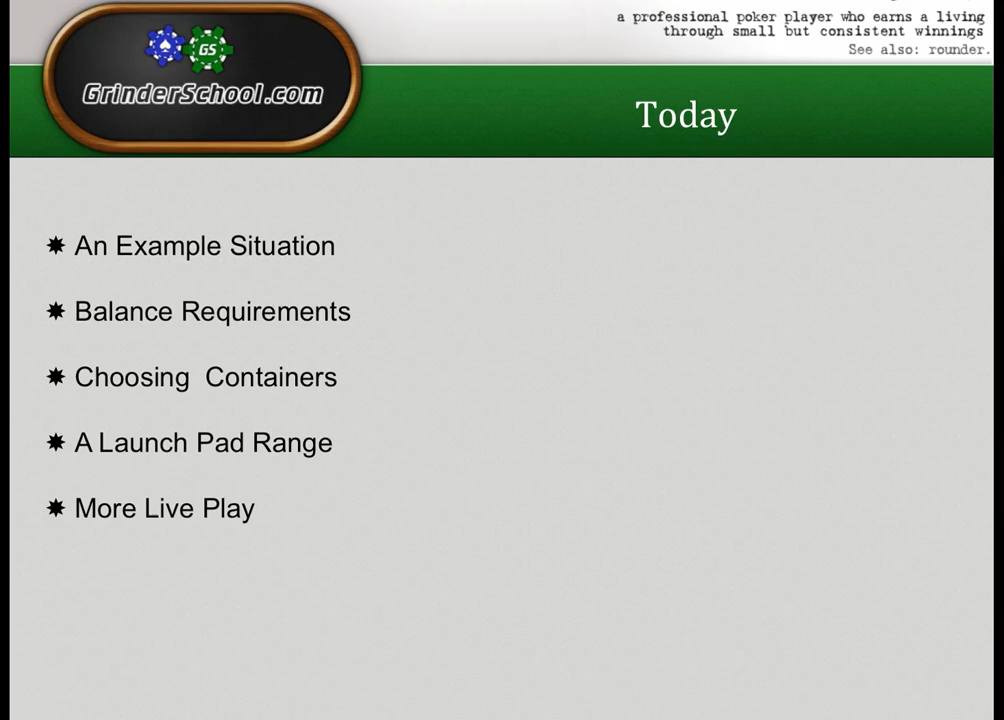 a professional poker player who earns a living
through small but consistent winnings
See also: rounder.
GS
GrinderSchool.com
Today
An Example Situation
Balance Requirements
Choosing  Containers
A Launch Pad Range
More Live Play